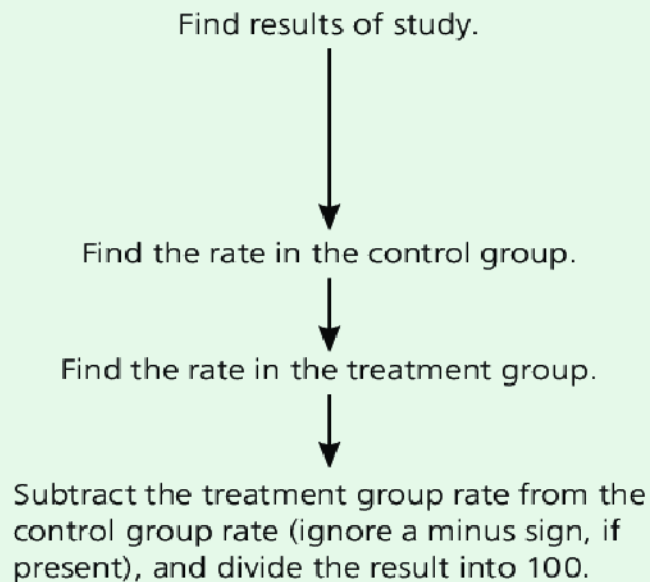 Find results of study.
Find the rate in the control group.
Find the rate in the treatment group.
Subtract the treatment group rate from the
control group rate (ignore a minus sign, if
present), and divide the result into 100.